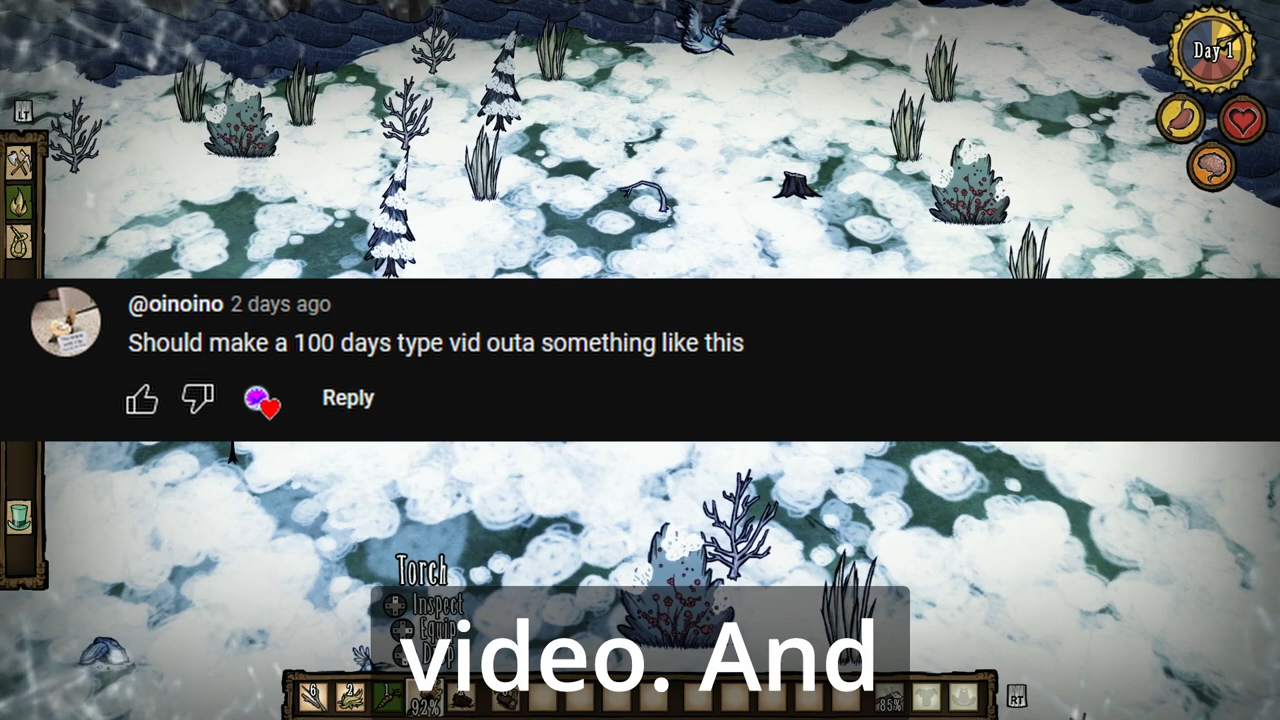 Day 1
LT
@oinoino 2 days ago
Should make a 100 days type vid outa something like this
Reply
Torch
Inspect
Equip
video. And
6
2
1
92%
85%
RT